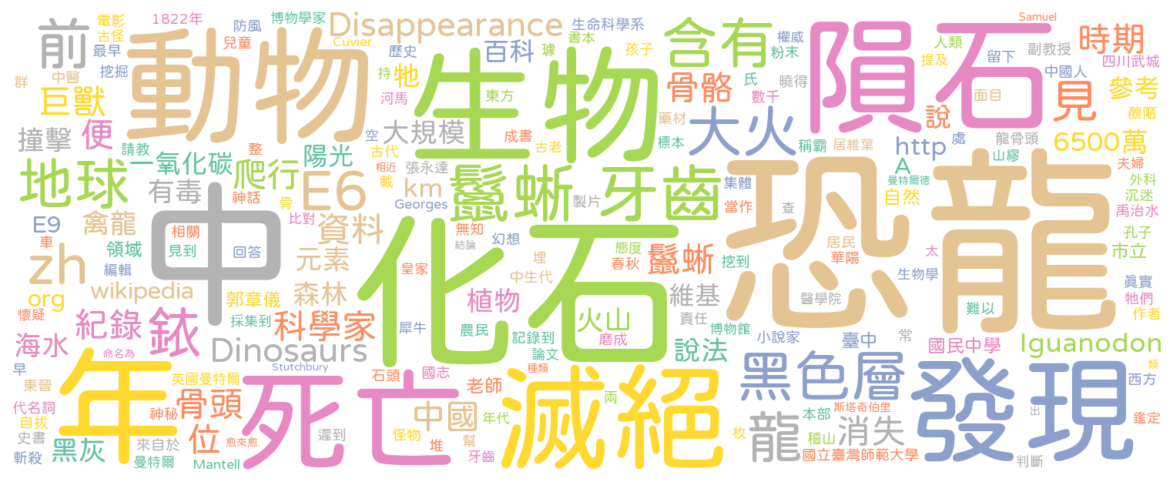 前
動物
生物
化石
恐龍
隕石
中
年
死亡
滅絕
發現
地球
含有
大火
鬣蜥
牙齒
黑色層
Disappearance
1822年
電影
古怪
最早
防風
博物學家
Cuvier
兒童
挖掘
歷史
百科
生命科學系
書本
璩
孩子
權威
粉末
Samuel
人類
提及
留下
副教授
時期
四川武城
群
中醫
巨獸
持
牠
河馬
東方
骨骼
氏
曉得
數千
面目
中國人
見
參考
醜陋
撞擊
便
大規模
空
成書
古老
藥材
標本
稱霸
居維葉
http
處
說
龍骨頭
6500萬
請教
一氧化碳
整
陽光
古代
張永達
山繆
A
曼特爾德
夫婦
外科
爬行
神話
相近
載
km
集體
當作
查
自然
沉迷
禹治水
有毒
骨
Georges
製片
E6
E9
禽龍
資料
比對
無知
幻想
態度
春秋
挖到
居民
華陽
太
孔子
市立
車
相關
領域
見到
回答
結論
埋
中生代
鬣蜥
生物學
眞實
zh
編輯
元素
皇家
醫學院
難以
牠們
作者
org
wikipedia
郭章儀
森林
犀牛
植物
維基
責任
懷疑
紀錄
銥
採集到
科學家
農民
記錄到
火山
磨成
博物館
小說家
臺中
常
國民中學
Iguanodon
海水
命名為
Dinosaurs
論文
說法
早
Stutchbury
種類
西方
類
東晉
英國曼特爾
石頭
國志
老師
兩
代名詞
神秘
骨頭
中國
年代
自拔
史書
位
怪物
幫
枚
龍
本部
斯塔奇伯里
出
鑑定
稽山
消失
黑灰
來自於
愈來愈
遲到
堆
牙齒
國立臺灣師範大學
判斷
斬殺
曼特爾
Mantell